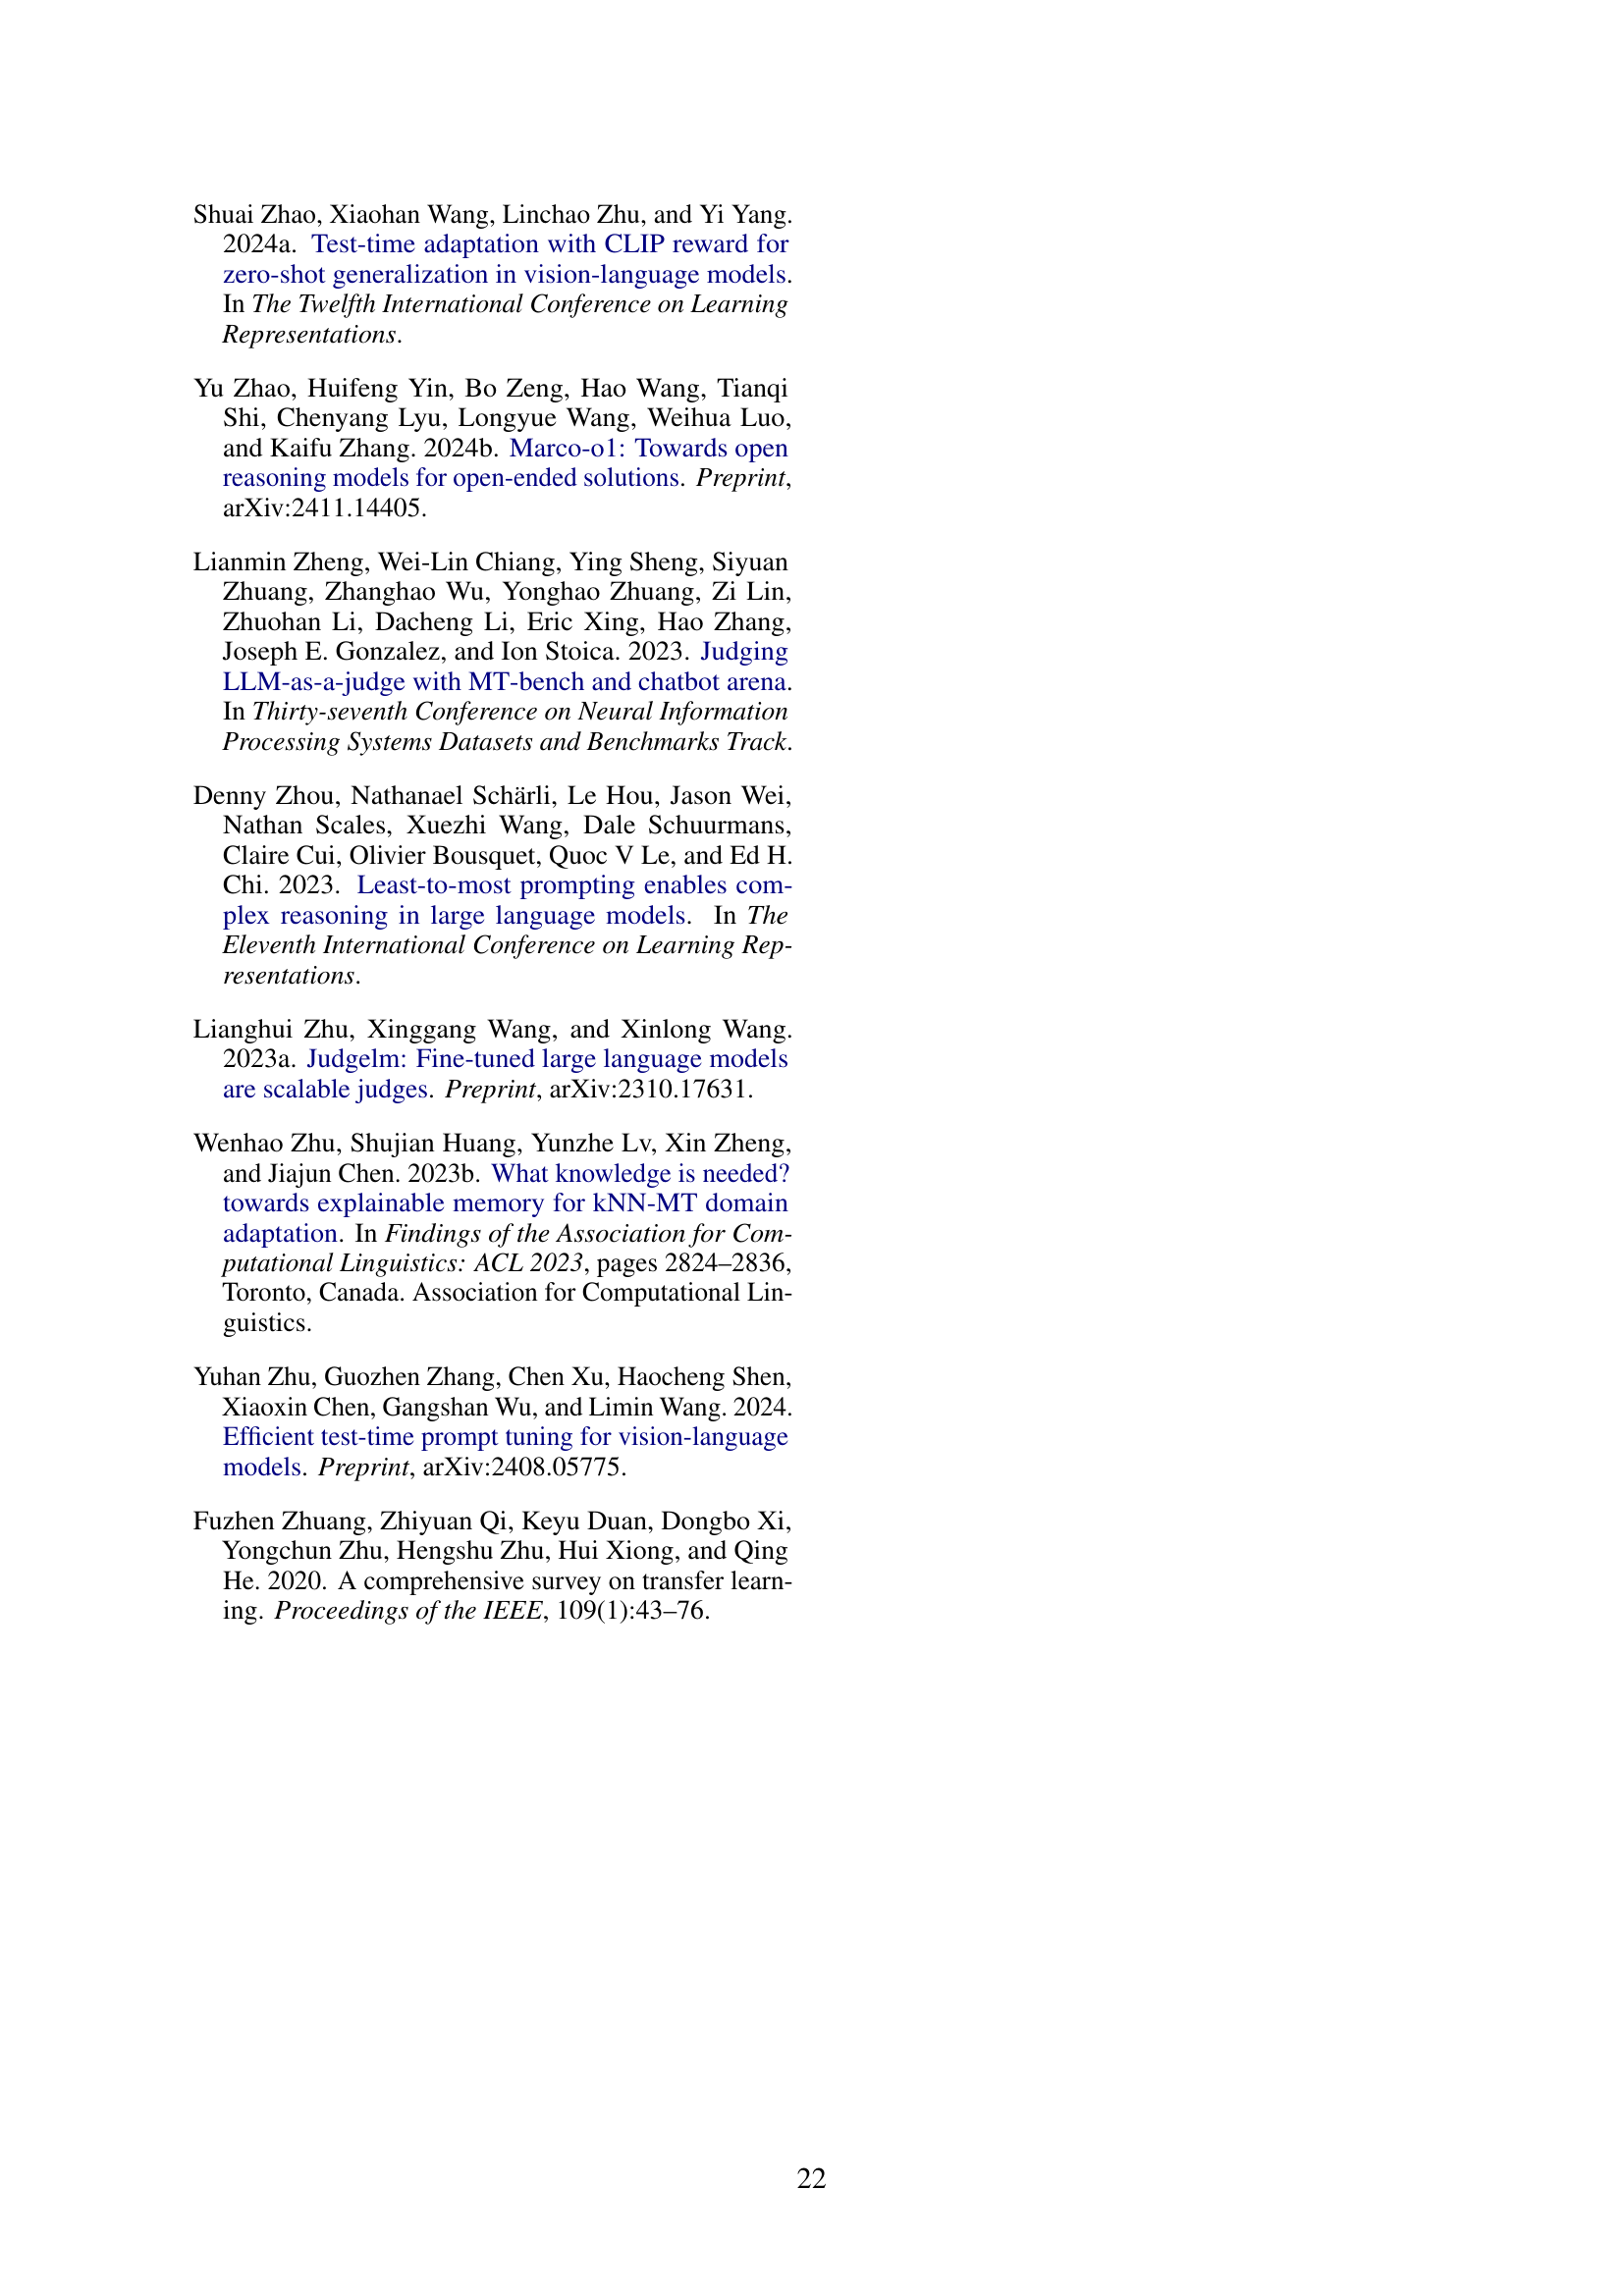 Shuai Zhao, Xiaohan Wang, Linchao Zhu, and Yi Yang.
2024a. Test-time adaptation with CLIP reward for
zero-shot generalization in vision-language models.
In The Twelfth International Conference on Learning
Representations.
Yu Zhao, Huifeng Yin, Bo Zeng, Hao Wang, Tianqi
Shi, Chenyang Lyu, Longyue Wang, Weihua Luo,
and Kaifu Zhang. 2024b. Marco-o1: Towards open
reasoning models for open-ended solutions. Preprint,
arXiv:2411.14405.
Lianmin Zheng, Wei-Lin Chiang, Ying Sheng, Siyuan
Zhuang, Zhanghao Wu, Yonghao Zhuang, Zi Lin,
Zhuohan Li, Dacheng Li, Eric Xing, Hao Zhang,
Joseph E. Gonzalez, and Ion Stoica. 2023. Judging
LLM-as-a-judge with MT-bench and chatbot arena.
In Thirty-seventh Conference on Neural Information
Processing Systems Datasets and Benchmarks Track.
Denny Zhou, Nathanael Schärli, Le Hou, Jason Wei,
Nathan Scales, Xuezhi Wang, Dale Schuurmans,
Claire Cui, Olivier Bousquet, Quoc V Le, and Ed H.
Chi. 2023. Least-to-most prompting enables com-
plex reasoning in large language models. In The
Eleventh International Conference on Learning Rep-
resentations.
Lianghui Zhu, Xinggang Wang, and Xinlong Wang.
2023a. Judgelm: Fine-tuned large language models
are scalable judges. Preprint, arXiv:2310.17631.
Wenhao Zhu, Shujian Huang, Yunzhe Lv, Xin Zheng,
and Jiajun Chen. 2023b. What knowledge is needed?
towards explainable memory for kNN-MT domain
adaptation. In Findings of the Association for Com-
putational Linguistics: ACL 2023, pages 2824–2836,
Toronto, Canada. Association for Computational Lin-
guistics.
Yuhan Zhu, Guozhen Zhang, Chen Xu, Haocheng Shen,
Xiaoxin Chen, Gangshan Wu, and Limin Wang. 2024.
Efficient test-time prompt tuning for vision-language
models. Preprint, arXiv:2408.05775.
Fuzhen Zhuang, Zhiyuan Qi, Keyu Duan, Dongbo Xi,
Yongchun Zhu, Hengshu Zhu, Hui Xiong, and Qing
He. 2020. A comprehensive survey on transfer learn-
ing. Proceedings of the IEEE, 109(1):43–76.
22